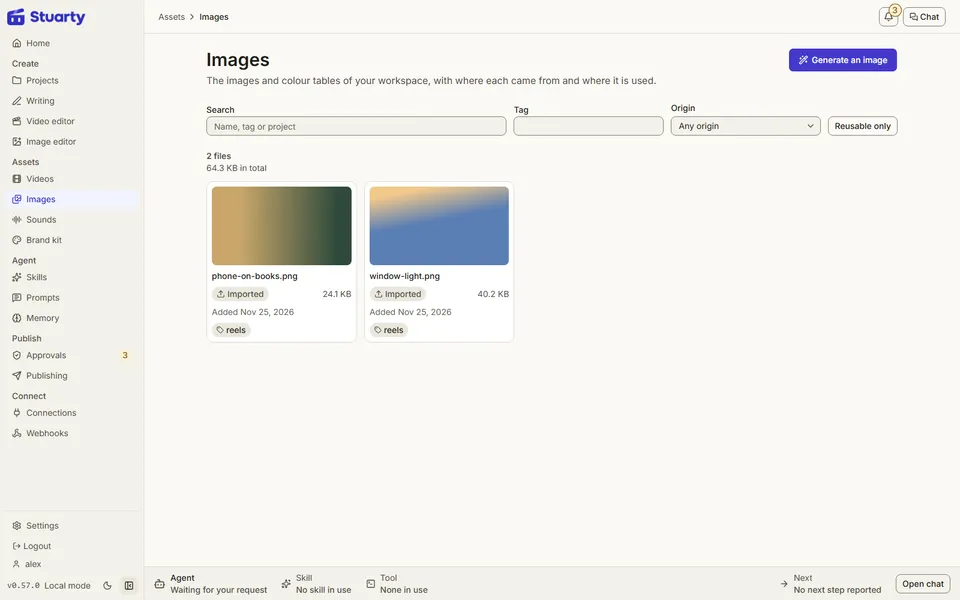 Stuarty
Home
Create
Projects
Writing
Video editor
Image editor
Assets
Videos
Images
Sounds
Brand kit
Agent
Skills
Prompts
Memory
Publish
Approvals 3
Publishing
Connect
Connections
Webhooks
Settings
Logout
alex
v0.57.0 Local mode
Assets > Images
3
Chat
Images
Generate an image
The images and colour tables of your workspace, with where each came from and where it is used.
Search
Name, tag or project
Tag
Origin
Any origin
Reusable only
2 files
64.3 KB in total
phone-on-books.png
Imported 24.1 KB
Added Nov 25, 2026
reels
window-light.png
Imported 40.2 KB
Added Nov 25, 2026
reels
Agent
Waiting for your request
Skill
No skill in use
Tool
None in use
Next
No next step reported
Open chat